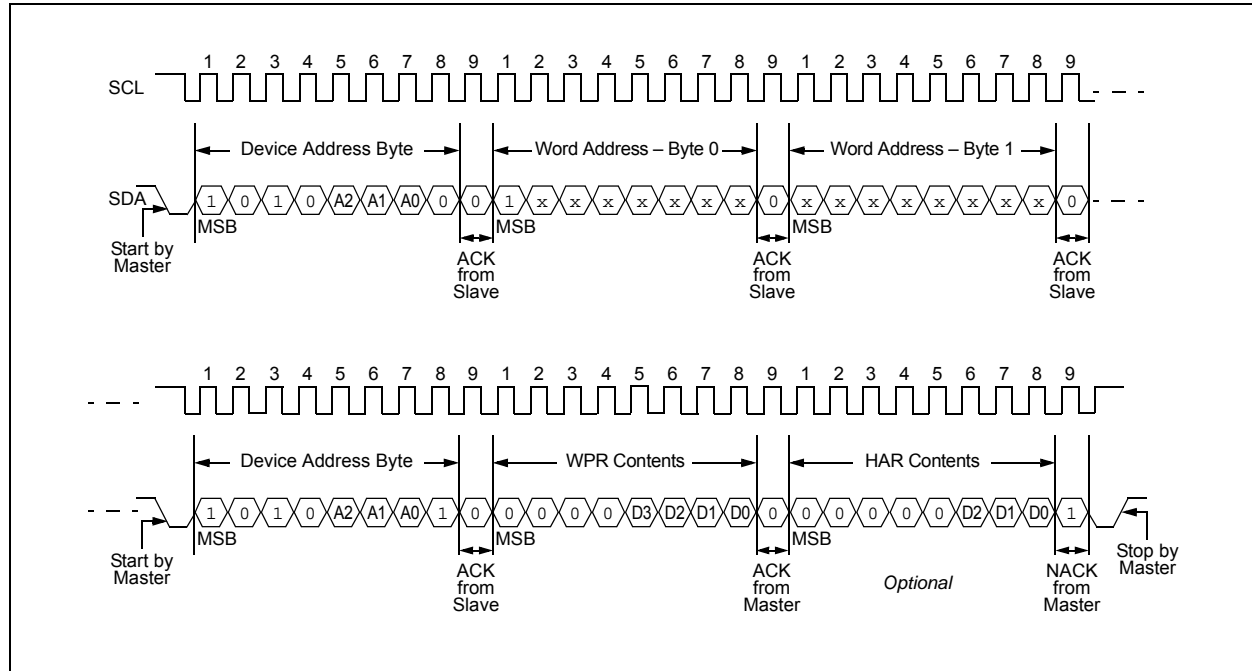 1 2 3 4 5 6 7 8 9 1 2 3 4 5 6 7 8 9 1 2 3 4 5 6 7 8 9
SCL
Device Address Byte Word Address – Byte 0 Word Address – Byte 1
SDA 1 0 1 0 A2 A1 A0 0 0 1 x x x x x x x 0 x x x x x x x x 0
MSB MSB MSB
Start by
Master
ACK
from
Slave
ACK
from
Slave
ACK
from
Slave
1 2 3 4 5 6 7 8 9 1 2 3 4 5 6 7 8 9 1 2 3 4 5 6 7 8 9
Device Address Byte WPR Contents HAR Contents
1 0 1 0 A2 A1 A0 1 0 0 0 0 0 D3 D2 D1 D0 0 0 0 0 0 0 D2 D1 D0 1
MSB MSB MSB
Start by
Master
ACK
from
Slave
ACK
from
Master
Optional
NACK
from
Master
Stop by
Master